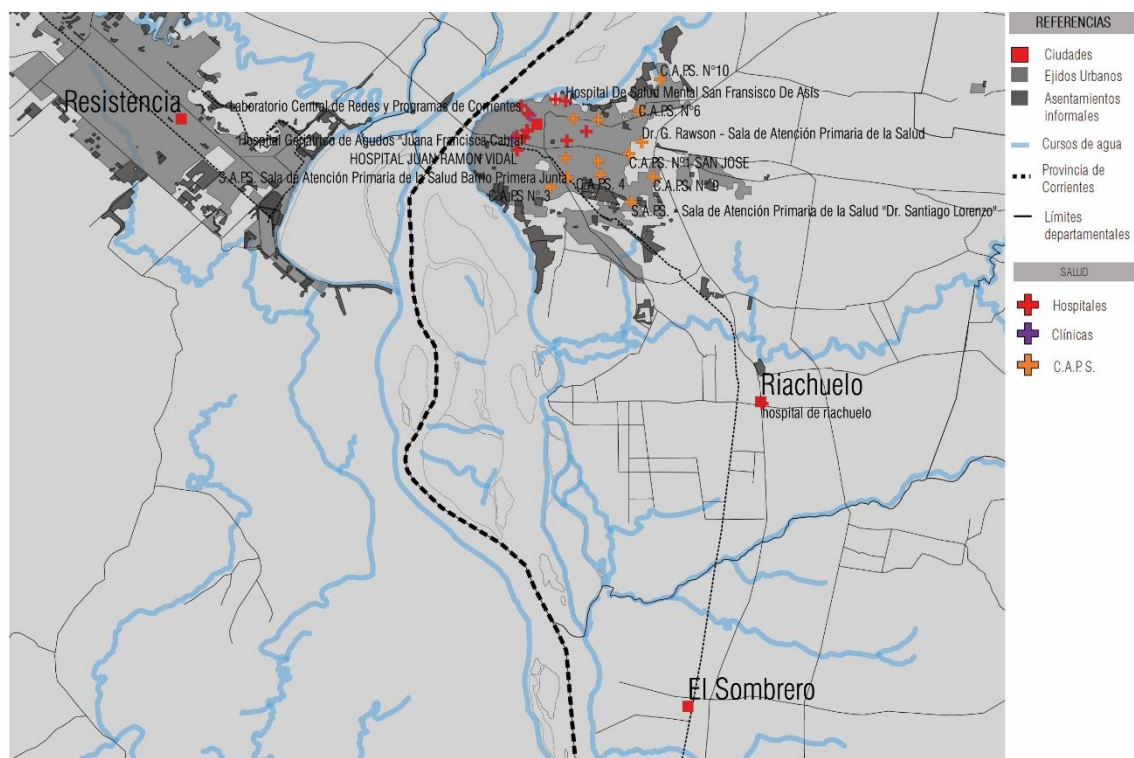 C.A.P.S. N°10
Hospital De Salud Mental San Fransisco De Asis
Resistencia
Laboratorio Central de Redes y Programas de Corrientes
C.A.P.S. N°6
Hospital Geriátrico de Agudos "Juana Francisca Cabral"
Dr. G. Rawson - Sala de Atención Primaria de la Salud
HOSPITAL JUAN RAMON VIDAL
C.A.P.S. N°1 SAN JOSE
S.A.P.S. Sala de Atención Primaria de la Salud Barrio Primera Junta
C.A.P.S. 4
C.A.P.S. N° 9
C.A.P.S N° 3
S.A.P.S. - Sala de Atención Primaria de la Salud "Dr. Santiago Lorenzo"
Riachuelo
hospital de riachuelo
El Sombrero
REFERENCIAS
Ciudades
Ejidos Urbanos
Asentamientos
informales
Cursos de agua
Provincia de
Corrientes
Límites
departamentales
SALUD
Hospitales
Clínicas
C.A.P. S.